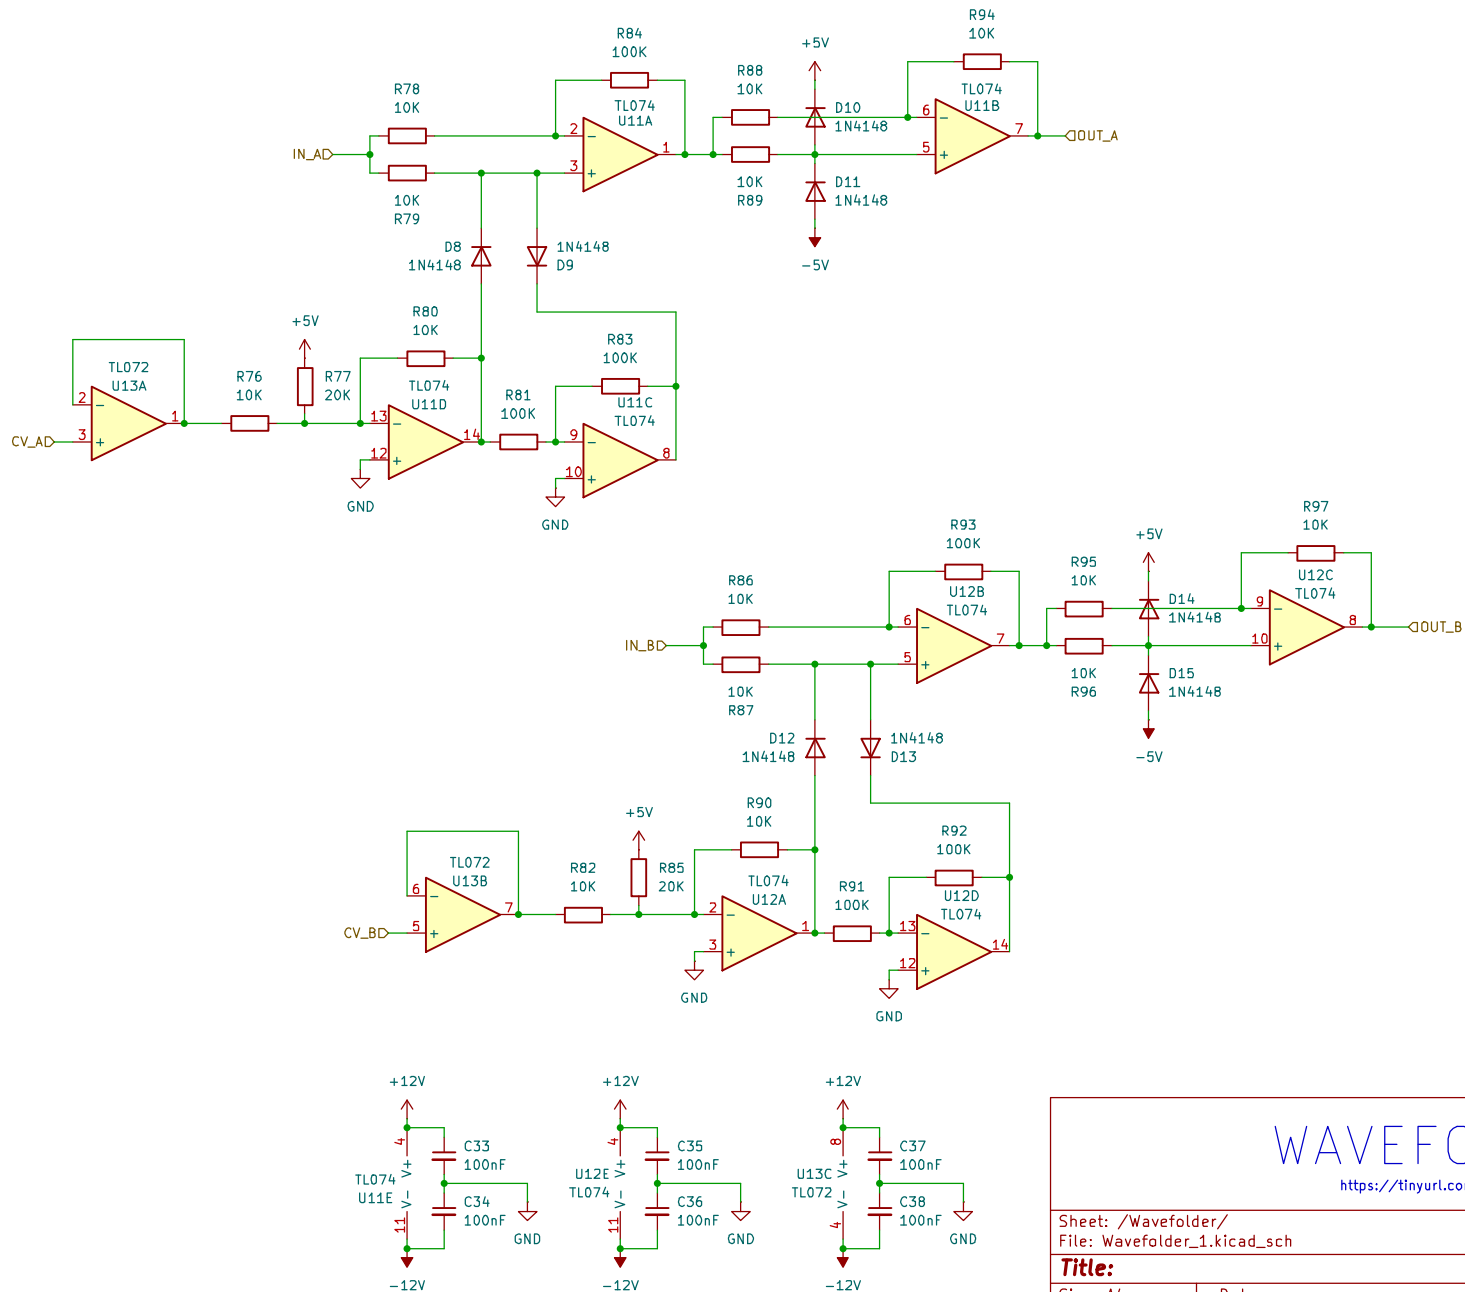 R94
10K
+5V
R84
100K
R88
10K
R78
10K
TL074
U11A
D10
1N4148
TL074
U11B
2
−
1
6
−
7
OUT_A
IN_A
3
+
5
+
10K
R79
10K
R89
D11
1N4148
-5V
D8
1N4148
1N4148
D9
+5V
R80
10K
R83
100K
TL072
U13A
R76
10K
R77
20K
TL074
U11D
R81
100K
U11C
TL074
2
−
1
CV_A
3
+
13
−
14
12
+
GND
9
−
8
10
+
GND
R97
10K
+5V
R93
100K
R86
10K
R95
10K
U12B
TL074
D14
1N4148
U12C
TL074
6
−
7
9
−
8
OUT_B
IN_B
5
+
10
+
10K
R87
10K
R96
D15
1N4148
-5V
D12
1N4148
1N4148
D13
+5V
R90
10K
R92
100K
TL072
U13B
R82
10K
R85
20K
TL074
U12A
R91
100K
U12D
TL074
6
−
7
CV_B
5
+
2
−
1
3
+
GND
13
−
14
12
+
GND
+12V
+12V
+12V
4
V+
C33
100nF
4
V+
C35
100nF
8
V+
C37
100nF
TL074
U11E
U12E
TL074
U13C
TL072
V-
11
C34
100nF
V-
11
C36
100nF
V-
4
C38
100nF
GND
GND
GND
-12V
-12V
-12V
WAVEFO
https://tinyurl.co
Sheet: /Wavefolder/
File: Wavefolder_1.kicad_sch
Title: